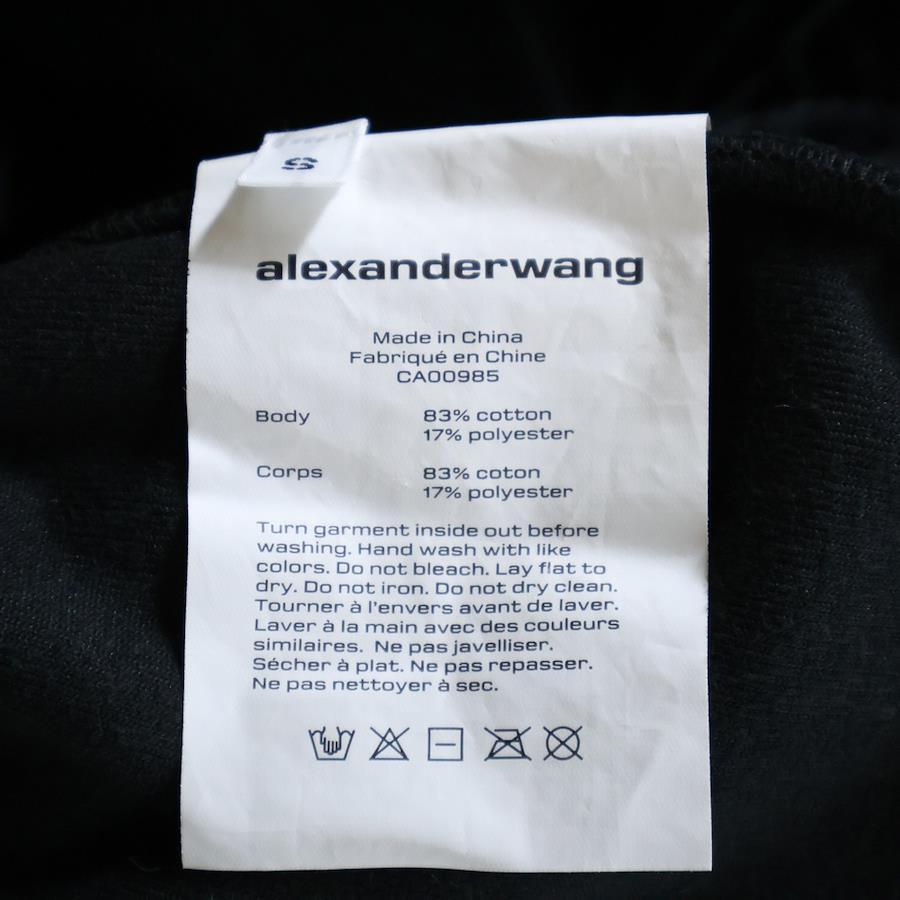 S
alexanderwang
Made in China
Fabriqué en Chine
CA00985
Body 83% cotton
17% polyester
Corps 83% coton
17% polyester
Turn garment inside out before
washing. Hand wash with like
colors. Do not bleach. Lay flat to
dry. Do not iron. Do not dry clean.
Tourner à l'envers avant de laver.
Laver à la main avec des couleurs
similaires. Ne pas javelliser.
Sécher à plat. Ne pas repasser.
Ne pas nettoyer à sec.